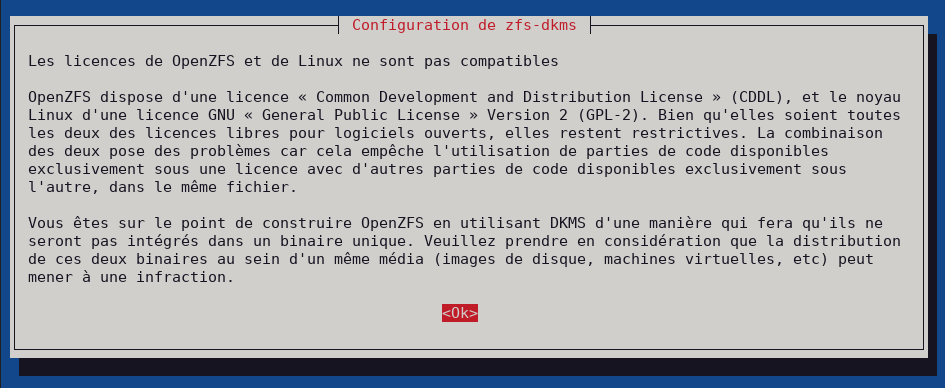 Configuration de zfs-dkms
Les licences de OpenZFS et de Linux ne sont pas compatibles
OpenZFS dispose d'une licence « Common Development and Distribution License » (CDDL), et le noyau
Linux d'une licence GNU « General Public License » Version 2 (GPL-2). Bien qu'elles soient toutes
les deux des licences libres pour logiciels ouverts, elles restent restrictives. La combinaison
des deux pose des problèmes car cela empêche l'utilisation de parties de code disponibles
exclusivement sous une licence avec d'autres parties de code disponibles exclusivement sous
l'autre, dans le même fichier.
Vous êtes sur le point de construire OpenZFS en utilisant DKMS d'une manière qui fera qu'ils ne
seront pas intégrés dans un binaire unique. Veuillez prendre en considération que la distribution
de ces deux binaires au sein d'un même média (images de disque, machines virtuelles, etc) peut
mener à une infraction.
<Ok>